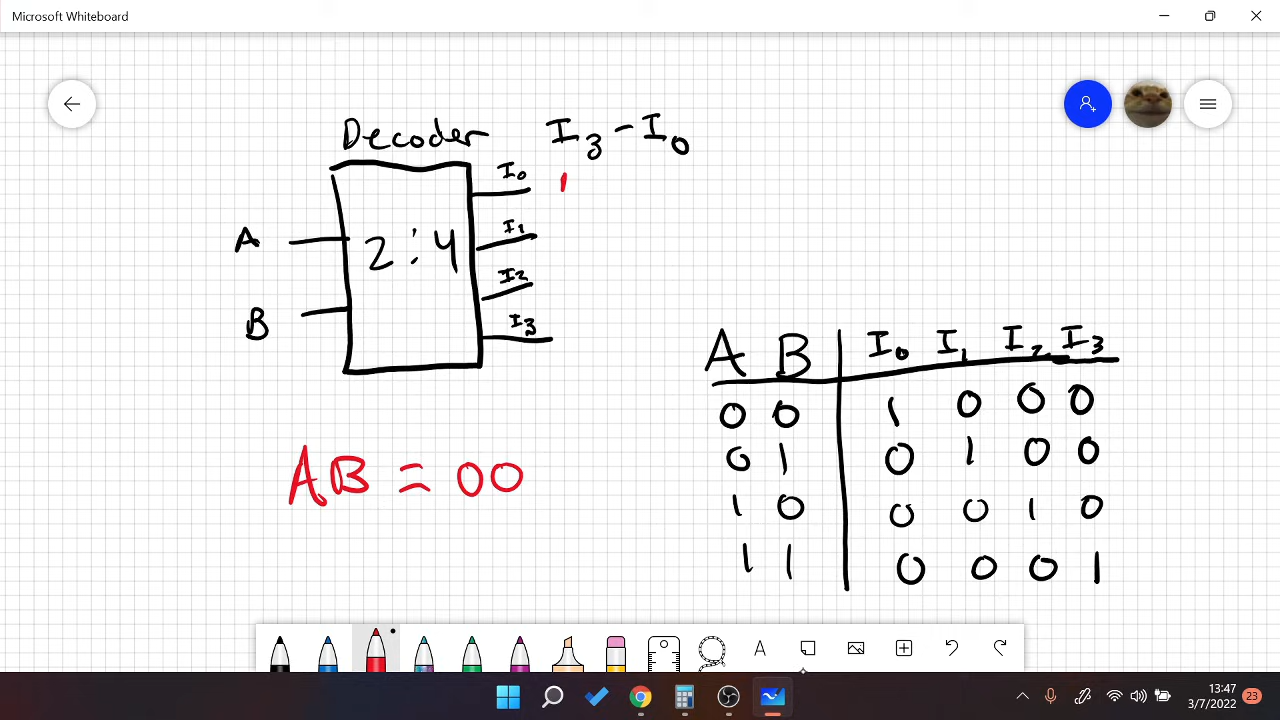 Microsoft Whiteboard
Decoder I3 - I0
I0
I1
A 2:4
I2
B I3
A B I0 I1 I2 I3
0 0 1 0 0 0
0 1 0 1 0 0
AB = 00
1 0 0 0 1 0
1 1 0 0 0 1
A
13:47
3/7/2022
23